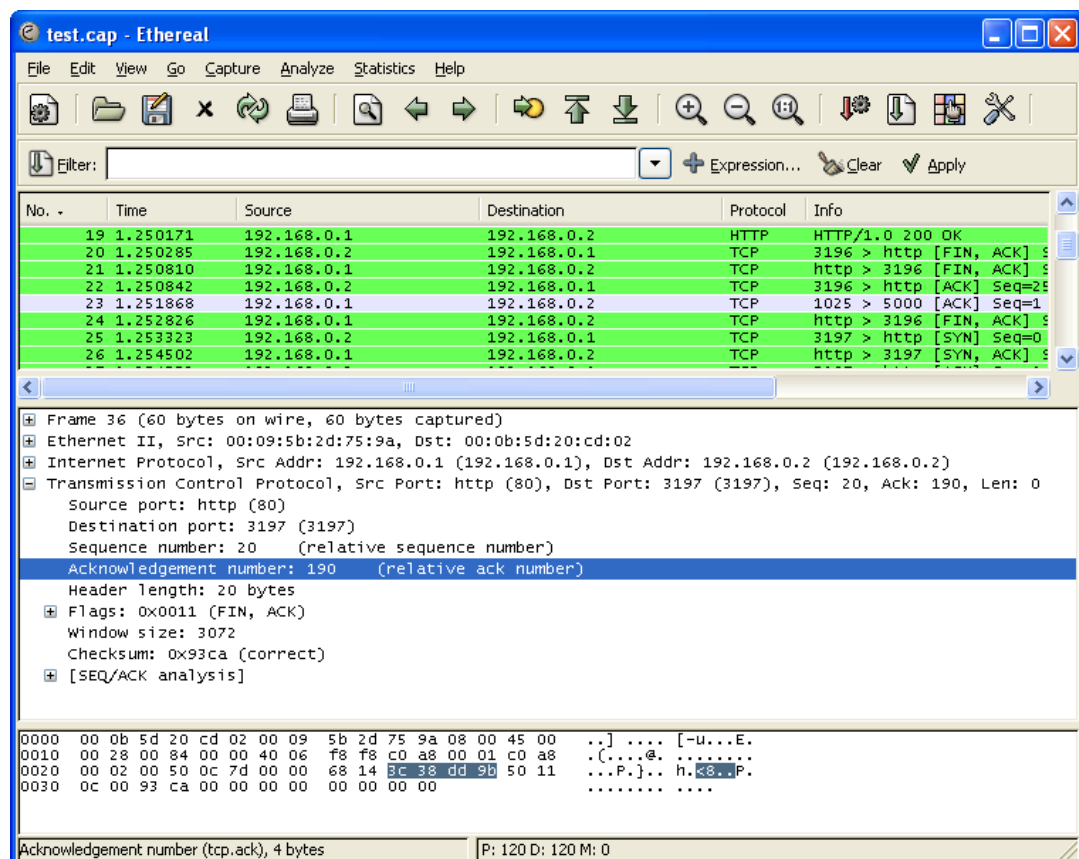 test.cap - Ethereal
File Edit View Go Capture Analyze Statistics Help
Filter: Expression... Clear Apply
No. Time Source Destination Protocol Info
19 1.250171 192.168.0.1 192.168.0.2 HTTP HTTP/1.0 200 OK
20 1.250285 192.168.0.2 192.168.0.1 TCP 3196 > http [FIN, ACK] S
21 1.250810 192.168.0.1 192.168.0.2 TCP http > 3196 [FIN, ACK] S
22 1.250842 192.168.0.2 192.168.0.1 TCP 3196 > http [ACK] Seq=25
23 1.251868 192.168.0.1 192.168.0.2 TCP 1025 > 5000 [ACK] Seq=1
24 1.252826 192.168.0.1 192.168.0.2 TCP http > 3196 [FIN, ACK] S
25 1.253323 192.168.0.2 192.168.0.1 TCP 3197 > http [SYN] Seq=0
26 1.254502 192.168.0.1 192.168.0.2 TCP http > 3197 [SYN, ACK] S
Frame 36 (60 bytes on wire, 60 bytes captured)
Ethernet II, Src: 00:09:5b:2d:75:9a, Dst: 00:0b:5d:20:cd:02
Internet Protocol, Src Addr: 192.168.0.1 (192.168.0.1), Dst Addr: 192.168.0.2 (192.168.0.2)
Transmission Control Protocol, Src Port: http (80), Dst Port: 3197 (3197), Seq: 20, Ack: 190, Len: 0
Source port: http (80)
Destination port: 3197 (3197)
Sequence number: 20 (relative sequence number)
Acknowledgement number: 190 (relative ack number)
Header length: 20 bytes
Flags: 0x0011 (FIN, ACK)
Window size: 3072
Checksum: 0x93ca (correct)
[SEQ/ACK analysis]
0000 00 0b 5d 20 cd 02 00 09 5b 2d 75 9a 08 00 45 00 ..] .... [-u...E.
0010 00 28 00 84 00 00 40 06 f8 f8 c0 a8 00 01 c0 a8 .(....@. ........
0020 00 02 00 50 0c 7d 00 00 68 14 3c 38 dd 9b 50 11 ...P.}.. h.<8..P.
0030 0c 00 93 ca 00 00 00 00 00 00 00 00 ........ ....
Acknowledgement number (tcp.ack), 4 bytes P: 120 D: 120 M: 0